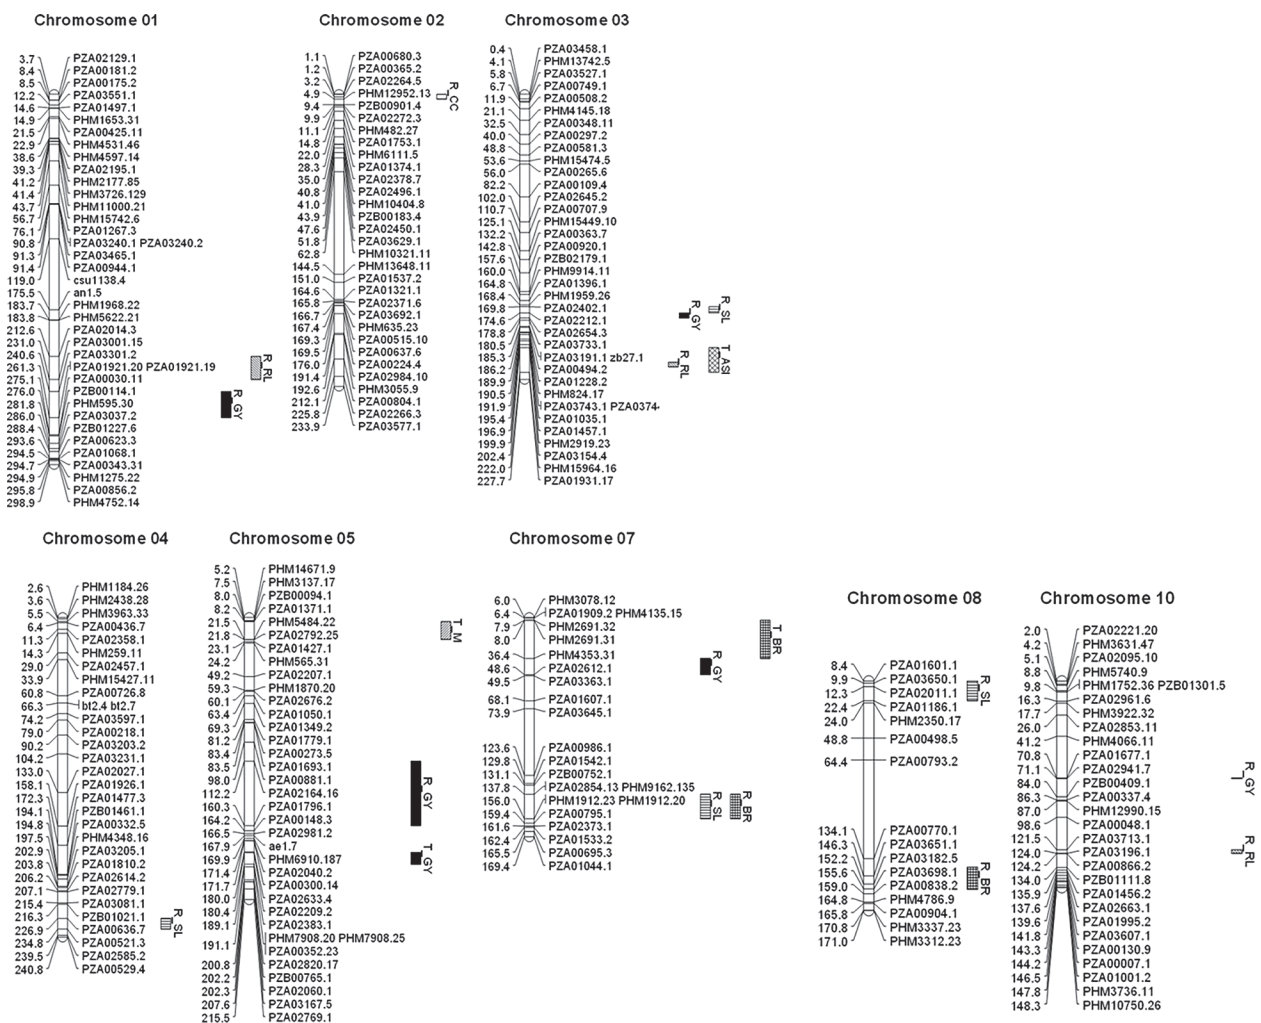 Chromosome 01
3.7 PZA02129.1
8.4 PZA00181.2
8.5 PZA00175.2
12.2 PZA03551.1
14.6 PZA01497.1
14.9 PHM1653.31
21.5 PZA00425.11
22.9 PHM4531.46
38.6 PHM4597.14
39.3 PZA02195.1
41.2 PHM2177.85
41.4 PHM3726.129
43.7 PHM11000.21
56.7 PHM15742.6
76.1 PZA01267.3
90.8 PZA03240.1 PZA03240.2
91.3 PZA03465.1
91.4 PZA00944.1
119.0 csu1138.4
175.5 an1.5
183.7 PHM1968.22
183.8 PHM5622.21
212.6 PZA02014.3
231.0 PZA03001.15
240.6 PZA03301.2
261.3 PZA01921.20 PZA01921.19
275.1 PZA00030.11
276.0 PZB00114.1
281.8 PHM595.30
286.0 PZA03037.2
288.4 PZB01227.6
293.6 PZA00623.3
294.5 PZA01068.1
294.7 PZA00343.31
294.9 PHM1275.22
295.8 PZA00856.2
298.9 PHM4752.14
R_RL
R_GY
Chromosome 02
1.1 PZA00680.3
1.2 PZA00365.2
3.2 PZA02264.5
4.9 PHM12952.13
9.4 PZB00901.4
9.9 PZA02272.3
11.1 PHM482.27
14.8 PZA01753.1
22.0 PHM6111.5
28.3 PZA01374.1
35.0 PZA02378.7
40.8 PZA02496.1
41.0 PHM10404.8
43.9 PZB00183.4
47.6 PZA02450.1
51.8 PZA03629.1
62.8 PHM10321.11
144.5 PHM13648.11
151.0 PZA01537.2
164.6 PZA01321.1
165.8 PZA02371.6
166.7 PZA03692.1
167.4 PHM635.23
169.3 PZA00515.10
169.5 PZA00637.6
176.0 PZA00224.4
191.4 PZA02984.10
192.6 PHM3055.9
212.1 PZA00804.1
225.8 PZA02266.3
233.9 PZA03577.1
R_CC
Chromosome 03
0.4 PZA03458.1
4.1 PHM13742.5
5.8 PZA03527.1
6.7 PZA00749.1
11.9 PZA00508.2
21.1 PHM4145.18
32.5 PZA00348.11
40.0 PZA00297.2
48.8 PZA00581.3
53.6 PHM15474.5
56.0 PZA00265.6
82.2 PZA00109.4
102.0 PZA02645.2
110.7 PZA00707.9
125.1 PHM15449.10
132.2 PZA00363.7
142.8 PZA00920.1
157.6 PZB02179.1
160.0 PHM9914.11
164.8 PZA01396.1
168.4 PHM1959.26
169.8 PZA02402.1
174.6 PZA02212.1
178.8 PZA02654.3
180.5 PZA03733.1
185.3 PZA03191.1 zb27.1
186.2 PZA00494.2
189.9 PZA01228.2
190.5 PHM824.17
191.9 PZA03743.1 PZA0374
195.4 PZA01035.1
196.9 PZA01457.1
199.9 PHM2919.23
202.4 PZA03154.4
222.0 PHM15964.16
227.7 PZA01931.17
R_GY
R_SL
R_RL
T_ASI
Chromosome 04
2.6 PHM1184.26
3.6 PHM2438.28
5.5 PHM3963.33
6.4 PZA00436.7
11.3 PZA02358.1
14.3 PHM259.11
29.0 PZA02457.1
33.9 PHM15427.11
60.8 PZA00726.8
66.3 bt2.4 bt2.7
74.2 PZA03597.1
79.0 PZA00218.1
90.2 PZA03203.2
104.2 PZA03231.1
133.0 PZA02027.1
158.1 PZA01926.1
172.3 PZA01477.3
194.1 PZB01461.1
194.8 PZA00332.5
197.5 PHM4348.16
202.9 PZA03205.1
203.8 PZA01810.2
206.2 PZA02614.2
207.1 PZA02779.1
215.4 PZA03081.1
216.3 PZB01021.1
226.9 PZA00636.7
234.8 PZA00521.3
239.5 PZA02585.2
240.8 PZA00529.4
R_SL
Chromosome 05
5.2 PHM14671.9
7.5 PHM3137.17
8.0 PZB00094.1
8.2 PZA01371.1
21.5 PHM5484.22
21.8 PZA02792.25
23.1 PZA01427.1
24.2 PHM565.31
49.2 PZA02207.1
59.3 PHM1870.20
60.1 PZA02676.2
63.4 PZA01050.1
69.3 PZA01349.2
81.2 PZA01779.1
83.4 PZA00273.5
83.5 PZA01693.1
98.0 PZA00881.1
112.2 PZA02164.16
160.3 PZA01796.1
164.2 PZA00148.3
166.5 PZA02981.2
167.9 ae1.7
169.9 PHM6910.187
171.4 PZA02040.2
171.7 PZA00300.14
180.0 PZA02633.4
180.4 PZA02209.2
189.1 PZA02383.1
191.1 PHM7908.20 PHM7908.25
PZA00352.23
200.8 PZA02820.17
202.2 PZB00765.1
202.3 PZA02060.1
207.6 PZA03167.5
215.5 PZA02769.1
T_M
R_GY
T_GY
Chromosome 07
6.0 PHM3078.12
6.4 PZA01909.2 PHM4135.15
7.9 PHM2691.32
8.0 PHM2691.31
36.4 PHM4353.31
48.6 PZA02612.1
49.5 PZA03363.1
68.1 PZA01607.1
73.9 PZA03645.1
123.6 PZA00986.1
129.8 PZA01542.1
131.1 PZB00752.1
137.8 PZA02854.13 PHM9162.135
156.0 PHM1912.23 PHM1912.20
159.4 PZA00795.1
161.6 PZA02373.1
162.4 PZA01533.2
165.5 PZA00695.3
169.4 PZA01044.1
T_BR
R_GY
R_SL
R_BR
Chromosome 08
8.4 PZA01601.1
9.9 PZA03650.1
12.3 PZA02011.1
22.4 PZA01186.1
24.0 PHM2350.17
48.8 PZA00498.5
64.4 PZA00793.2
134.1 PZA00770.1
146.3 PZA03651.1
152.2 PZA03182.5
155.6 PZA03698.1
159.0 PZA00838.2
164.8 PHM4786.9
165.8 PZA00904.1
170.8 PHM3337.23
171.0 PHM3312.23
R_SL
R_BR
Chromosome 10
2.0 PZA02221.20
4.2 PHM3631.47
5.1 PZA02095.10
8.8 PHM5740.9
9.8 PHM1752.36 PZB01301.5
16.3 PZA02961.6
17.7 PHM3922.32
26.0 PZA02853.11
41.2 PHM4066.11
70.8 PZA01677.1
71.1 PZA02941.7
84.0 PZB00409.1
86.3 PZA00337.4
87.0 PHM12990.15
98.6 PZA00048.1
121.5 PZA03713.1
124.0 PZA03196.1
124.2 PZA00866.2
134.0 PZB01111.8
135.9 PZA01456.2
137.6 PZA02663.1
139.6 PZA01995.2
141.8 PZA03607.1
143.3 PZA00130.9
144.2 PZA00007.1
146.5 PZA01001.2
147.8 PHM3736.11
148.3 PHM10750.26
R_GY
R_RL